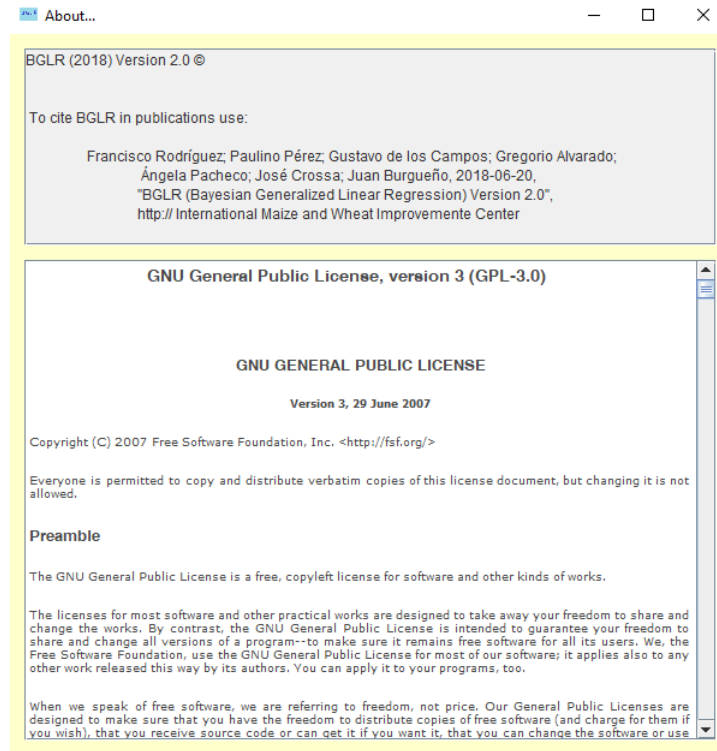 About...
BGLR (2018) Version 2.0 ©
To cite BGLR in publications use:
Francisco Rodríguez; Paulino Pérez; Gustavo de los Campos; Gregorio Alvarado;
Ángela Pacheco; José Crossa; Juan Burgueño, 2018-06-20,
"BGLR (Bayesian Generalized Linear Regression) Version 2.0",
http:// International Maize and Wheat Improvemente Center
GNU General Public License, version 3 (GPL-3.0)
GNU GENERAL PUBLIC LICENSE
Version 3, 29 June 2007
Copyright (C) 2007 Free Software Foundation, Inc. <http://fsf.org/>
Everyone is permitted to copy and distribute verbatim copies of this license document, but changing it is not
allowed.
Preamble
The GNU General Public License is a free, copyleft license for software and other kinds of works.
The licenses for most software and other practical works are designed to take away your freedom to share and
change the works. By contrast, the GNU General Public License is intended to guarantee your freedom to
share and change all versions of a program--to make sure it remains free software for all its users. We, the
Free Software Foundation, use the GNU General Public License for most of our software; it applies also to any
other work released this way by its authors. You can apply it to your programs, too.
When we speak of free software, we are referring to freedom, not price. Our General Public Licenses are
designed to make sure that you have the freedom to distribute copies of free software (and charge for them if
you wish), that you receive source code or can get it if you want it, that you can change the software or use